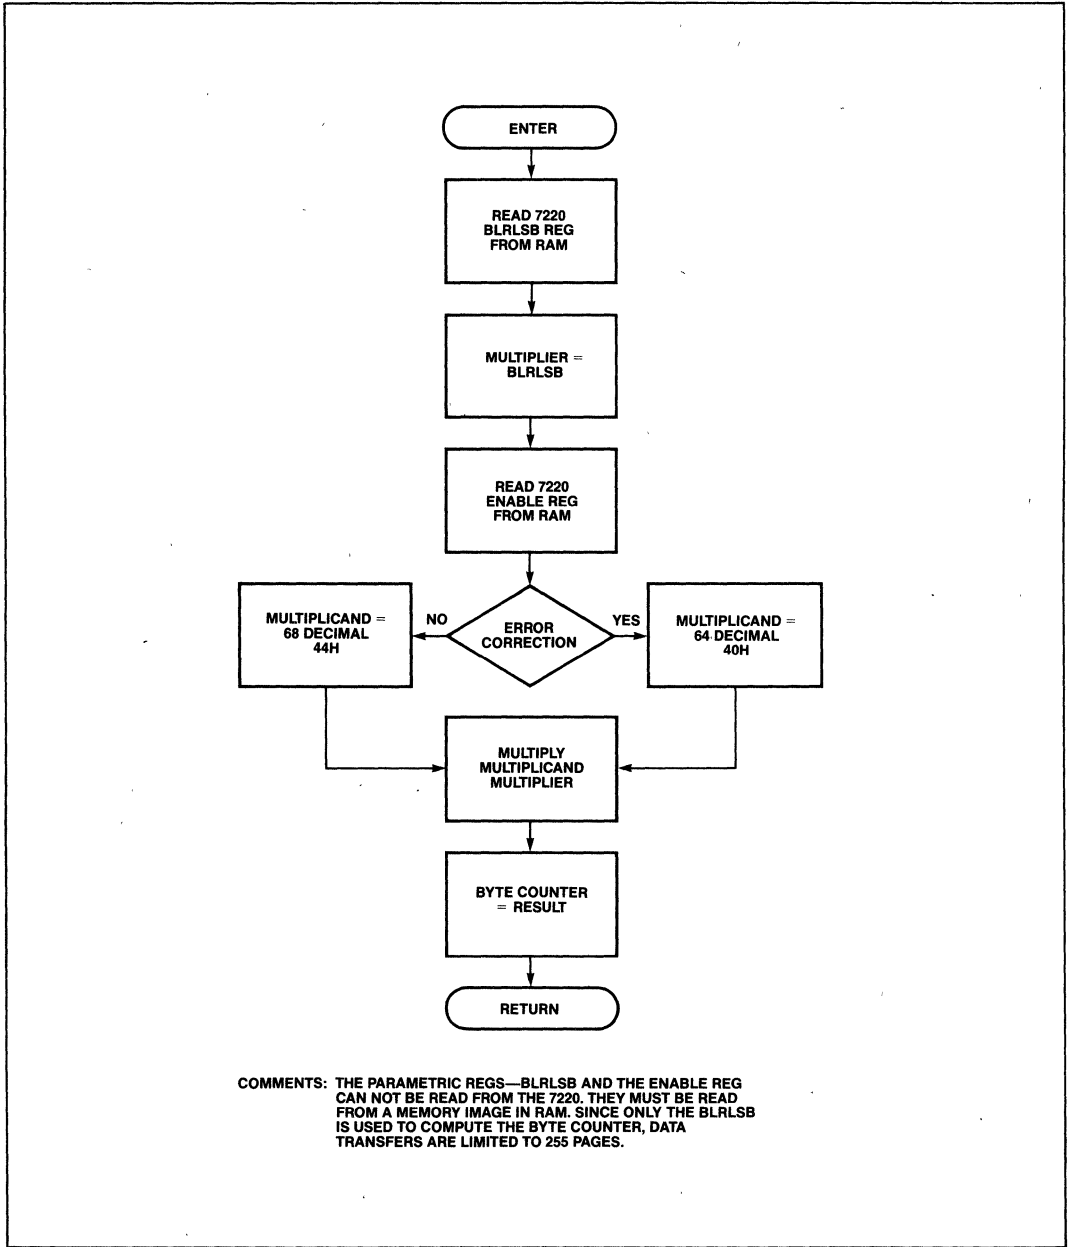 ENTER
READ 7220
BLRLSB REG
FROM RAM
MULTIPLIER =
BLRLSB
READ 7220
ENABLE REG
FROM RAM
MULTIPLICAND =
68 DECIMAL
44H
NO
ERROR
CORRECTION
YES
MULTIPLICAND =
64 DECIMAL
40H
MULTIPLY
MULTIPLICAND
MULTIPLIER
BYTE COUNTER
= RESULT
RETURN
COMMENTS: THE PARAMETRIC REGS—BLRLSB AND THE ENABLE REG
CAN NOT BE READ FROM THE 7220. THEY MUST BE READ
FROM A MEMORY IMAGE IN RAM. SINCE ONLY THE BLRLSB
IS USED TO COMPUTE THE BYTE COUNTER, DATA
TRANSFERS ARE LIMITED TO 255 PAGES.